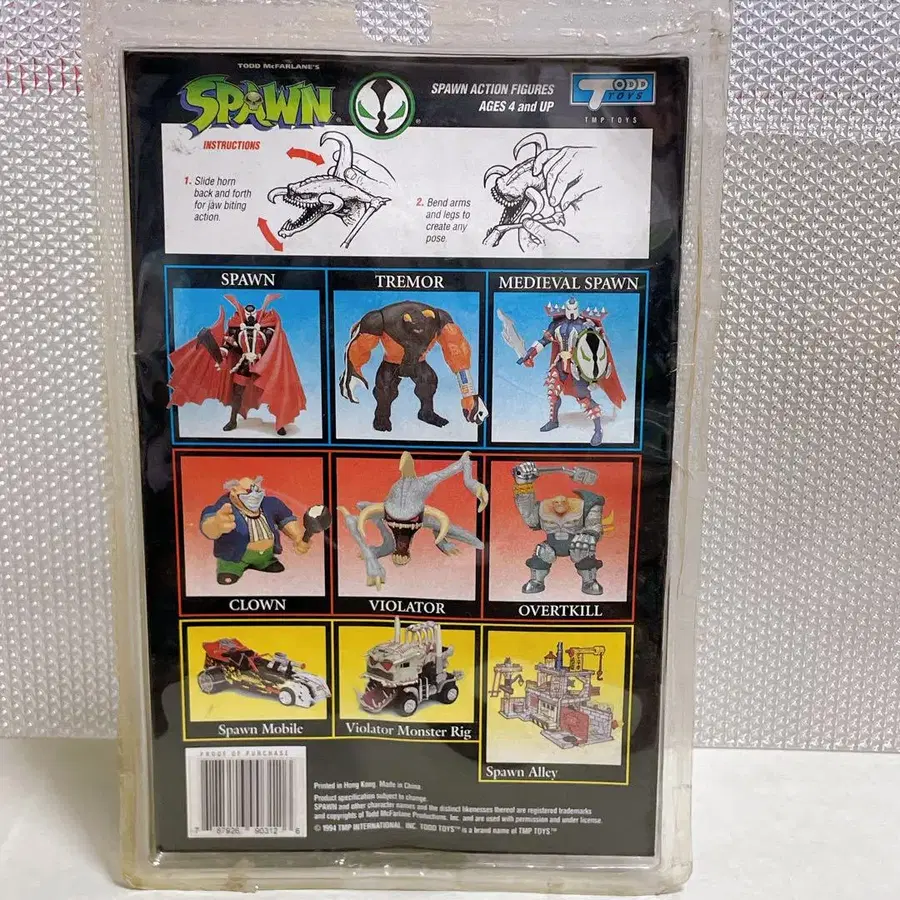 TODD McFARLANE'S
SPAWN
SPAWN ACTION FIGURES
AGES 4 and UP
TODD
TOYS
TMP TOYS
INSTRUCTIONS
1. Slide horn
back and forth
for jaw biting
action.
2. Bend arms
and legs to
create any
pose.
SPAWN
TREMOR
MEDIEVAL SPAWN
CLOWN
VIOLATOR
OVERTKILL
Spawn Mobile
Violator Monster Rig
Spawn Alley
PROOF OF PURCHASE
7 87926 90312 6
Printed in Hong Kong. Made in China.
Product specification subject to change.
SPAWN and other character names and the distinct likenesses thereof are registered trademarks
and copyrights of Todd McFarlane Productions, Inc. and are used with permission and under license.
© 1994 TMP INTERNATIONAL, INC. TODD TOYS™ is a brand name of TMP TOYS™